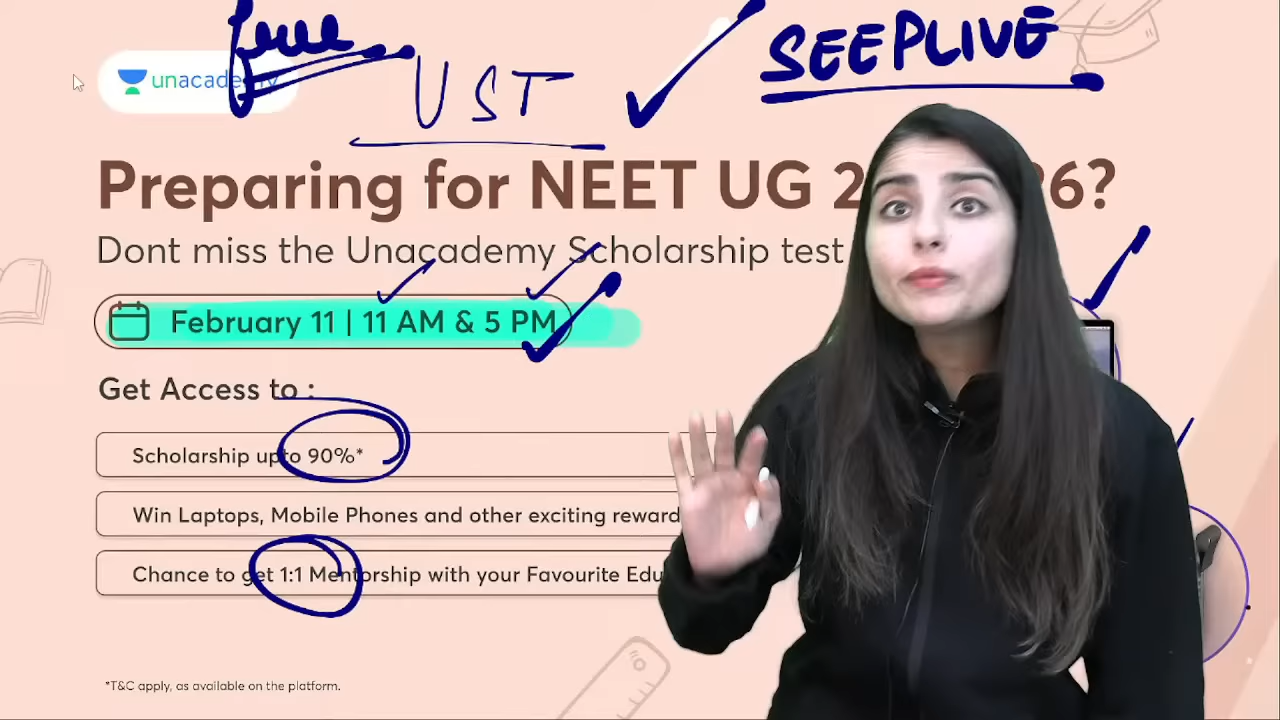 free
SEEPLIVE
unacademy
UST
Preparing for NEET UG 2 26?
Dont miss the Unacademy Scholarship test
February 11 | 11 AM & 5 PM
Get Access to :
Scholarship upto 90%*
Win Laptops, Mobile Phones and other exciting reward
Chance to get 1:1 Mentorship with your Favourite Edu
*T&C apply, as available on the platform.